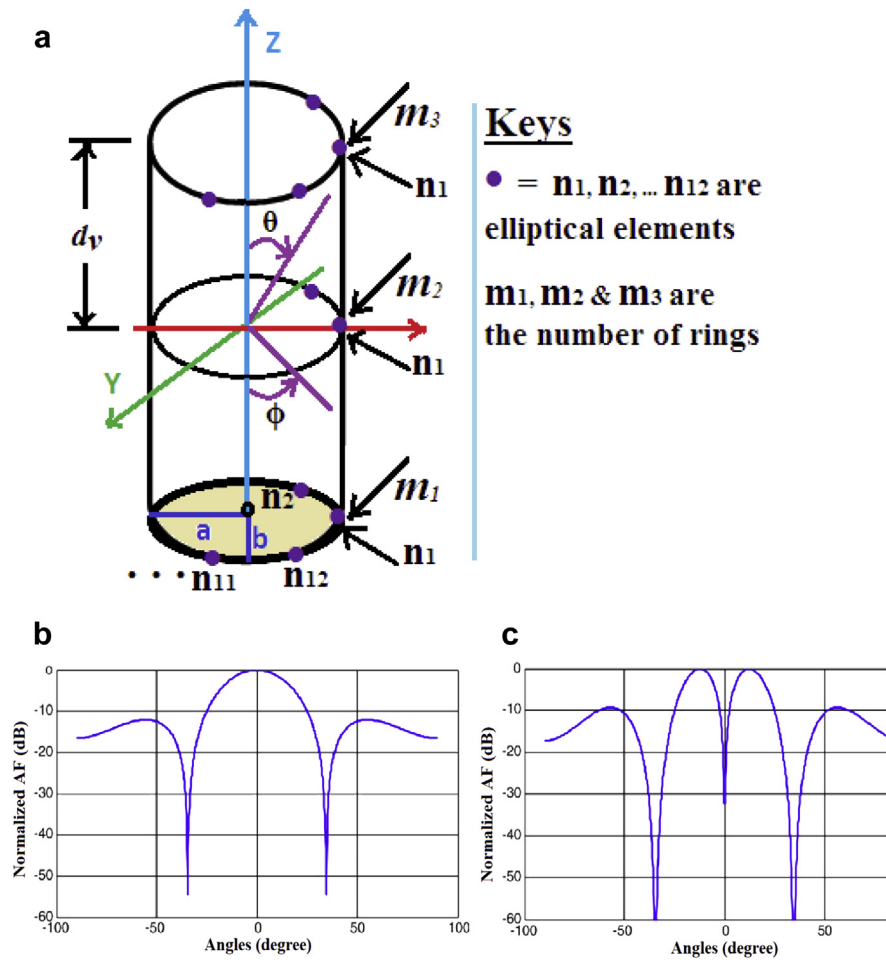 a
Z
m3
n1
dv
θ
m2
n1
Y
ϕ
m1
n2
a
b
n1
. . . n11 n12
Keys
= n1, n2, ... n12 are
elliptical elements
m1, m2 & m3 are
the number of rings
b
Normalized AF (dB)
0
-10
-20
-30
-40
-50
-60
-100 -50 0 50 100
Angles (degree)
c
Normalized AF (dB)
0
-10
-20
-30
-40
-50
-60
-100 -50 0 50
Angles (degree)